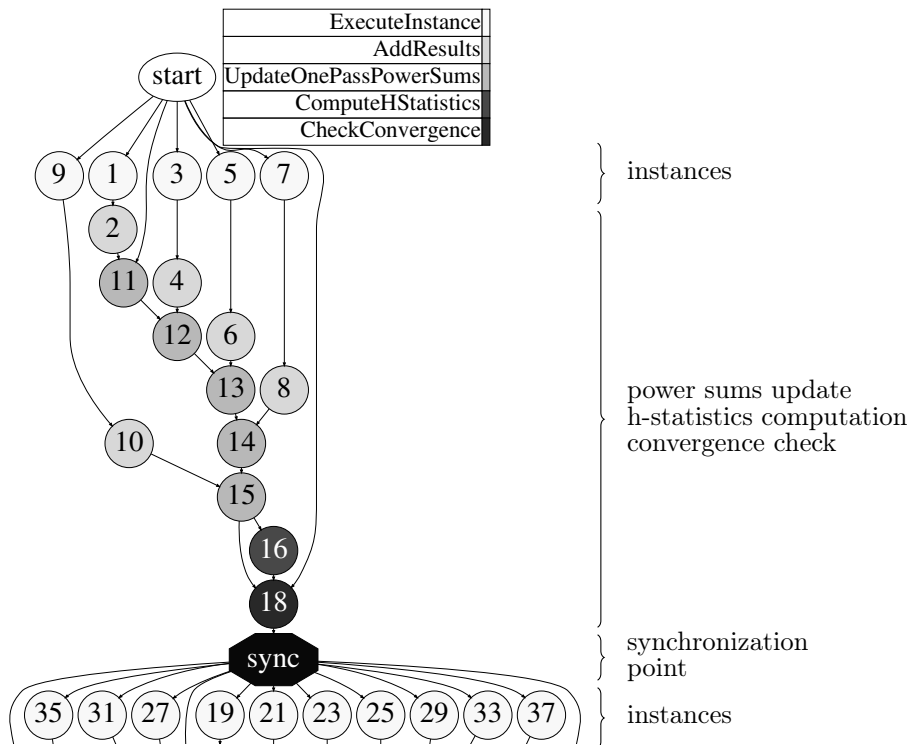 ExecuteInstance
AddResults
UpdateOnePassPowerSums
ComputeHStatistics
CheckConvergence
start
9 1 3 5 7
instances
2
11 4
12 6
13 8
power sums update
h-statistics computation
convergence check
10 14
15
16
18
synchronization
point
sync
35 31 27 19 21 23 25 29 33 37
instances